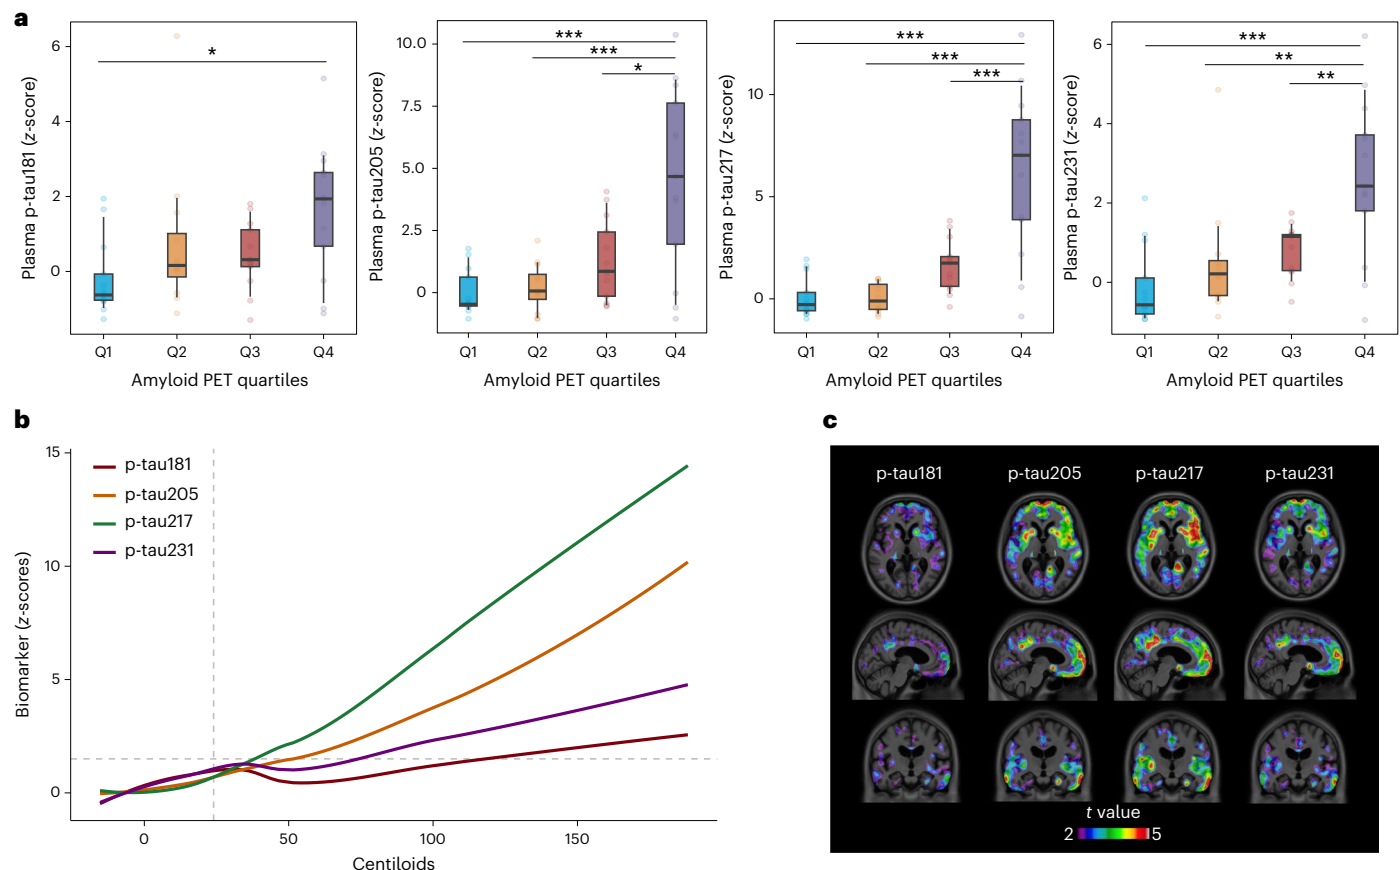 a
Plasma p-tau181 (z-score)
6
4
2
0
*
Q1 Q2 Q3 Q4
Amyloid PET quartiles
Plasma p-tau205 (z-score)
10.0
7.5
5.0
2.5
0
***
***
*
Q1 Q2 Q3 Q4
Amyloid PET quartiles
Plasma p-tau217 (z-score)
10
5
0
***
***
***
Q1 Q2 Q3 Q4
Amyloid PET quartiles
Plasma p-tau231 (z-score)
6
4
2
0
***
**
**
Q1 Q2 Q3 Q4
Amyloid PET quartiles
b
Biomarker (z-scores)
15
10
5
0
p-tau181
p-tau205
p-tau217
p-tau231
0 50 100 150
Centiloids
c
p-tau181 p-tau205 p-tau217 p-tau231
t value
2 5